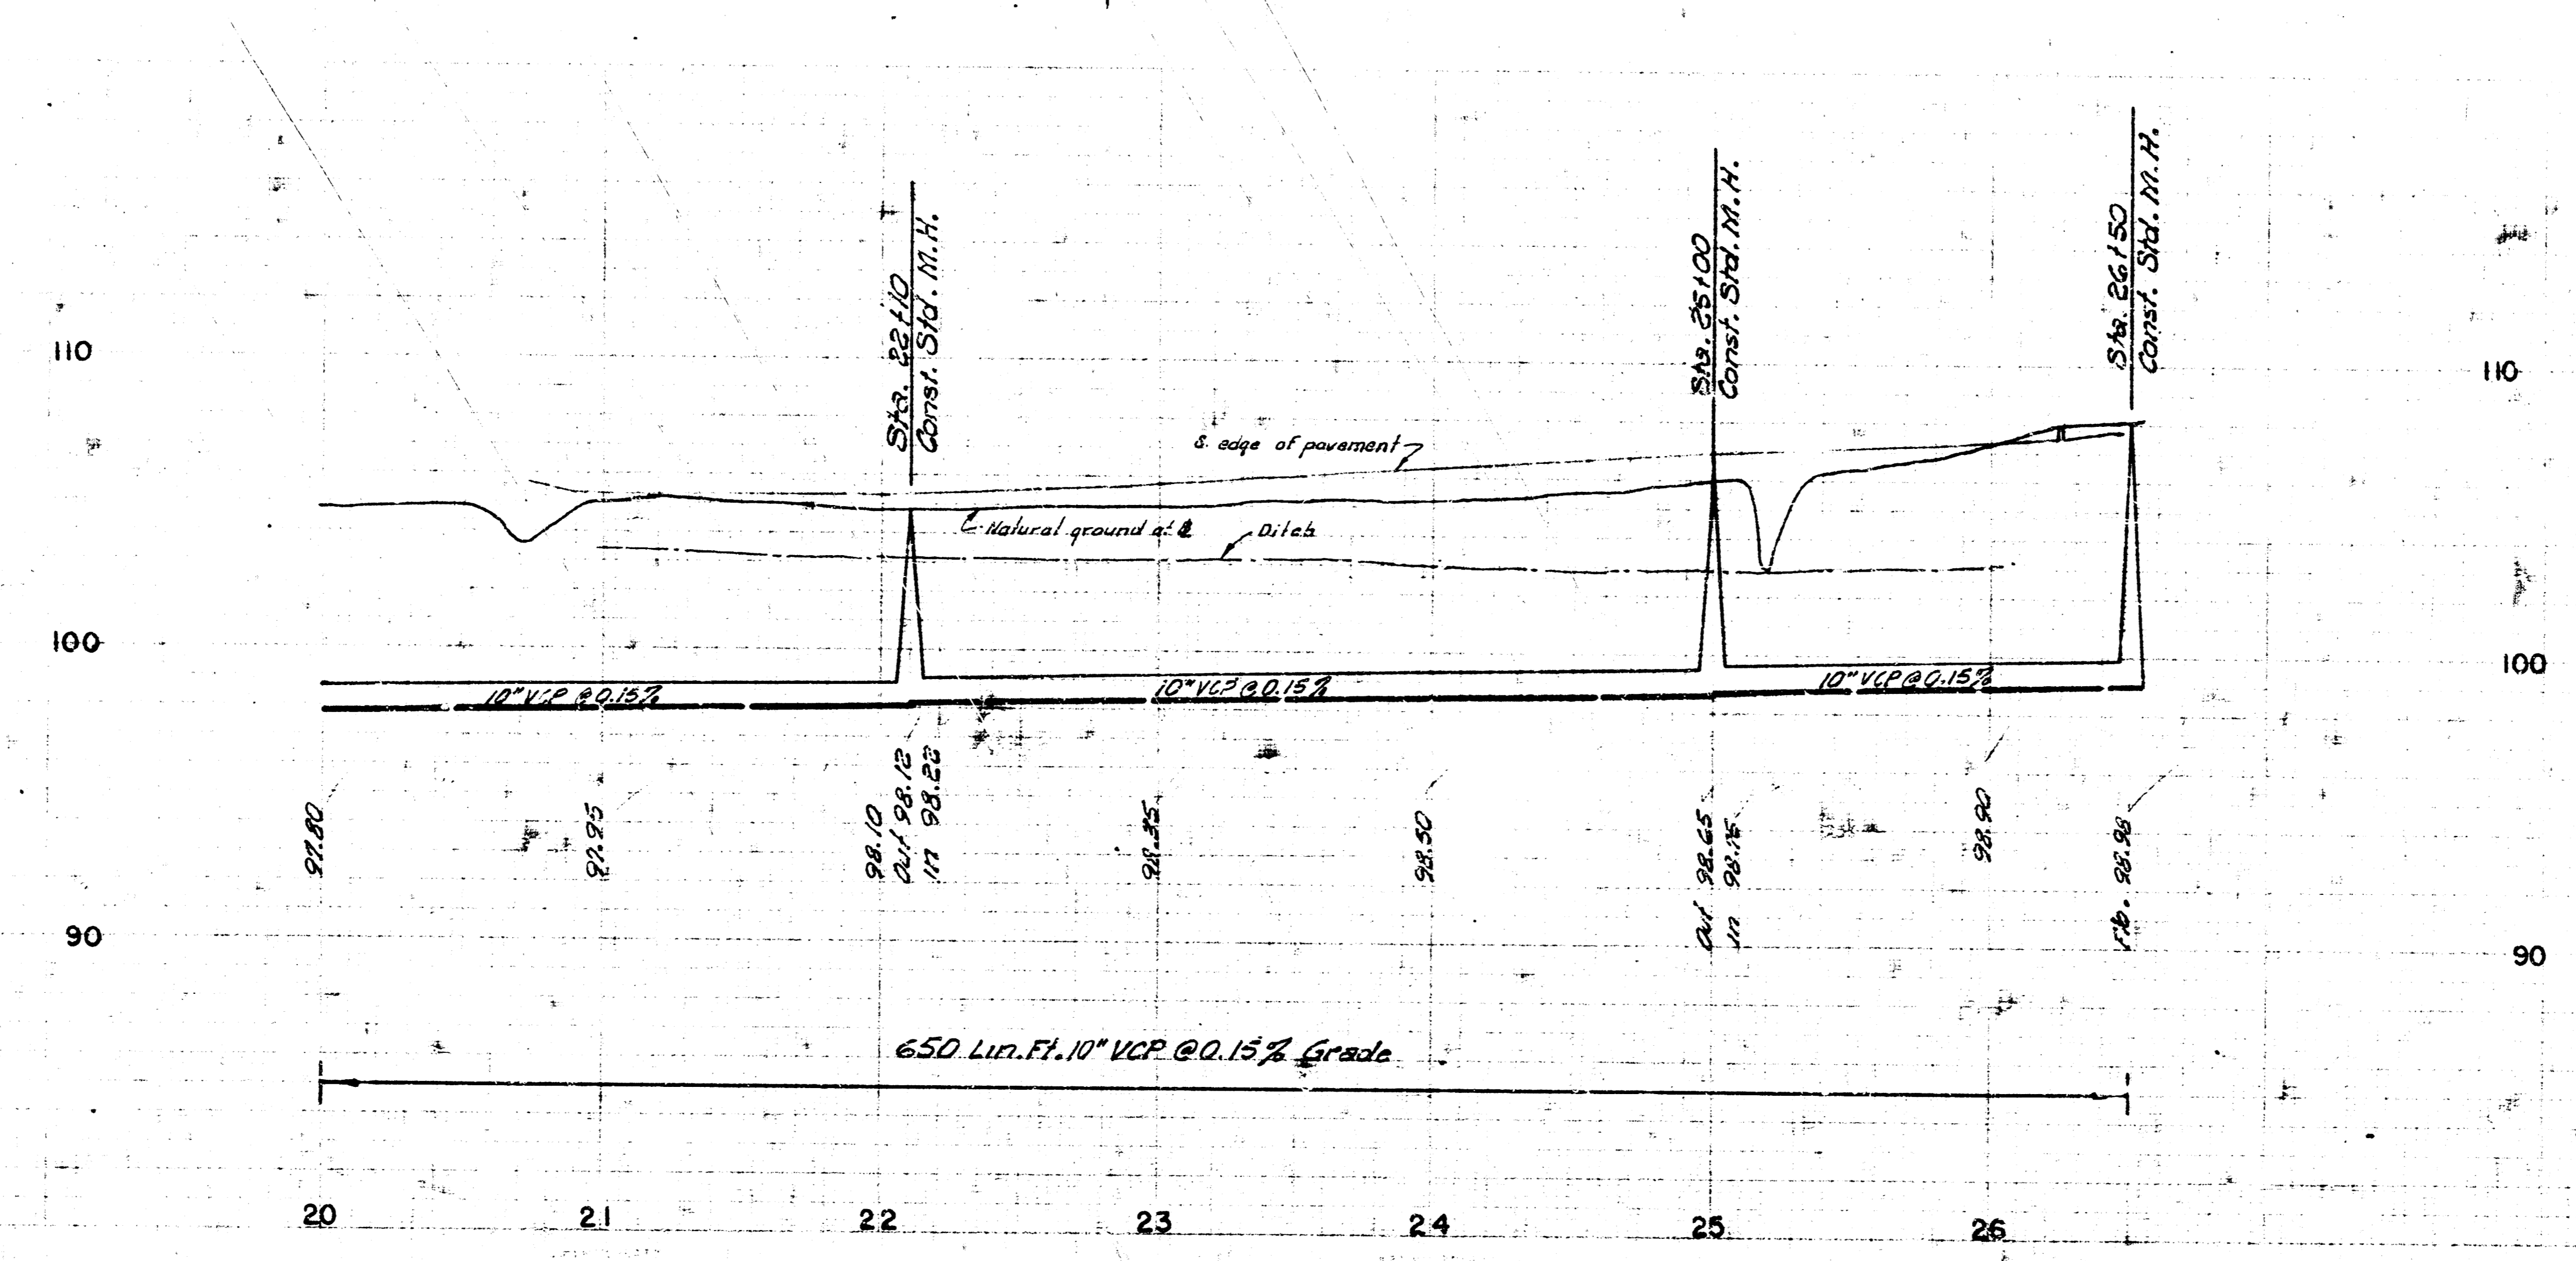 Sta. 22+10
Const. Std. M.H.
Sta. 25+00
Const. Std. M.H.
Sta. 26+50
Const. Std. M.H.
110
110
S. edge of pavement
Natural ground at ℄
Ditch
100
100
10" VCP @ 0.15%
10" VCP @ 0.15%
10" VCP @ 0.15%
97.80
97.95
98.10
Out 98.12
In 98.22
98.35
98.50
Out 98.65
In 98.75
98.90
Flb. 98.98
90
90
650 Lin. Ft. 10" VCP @ 0.15% Grade
20 21 22 23 24 25 26